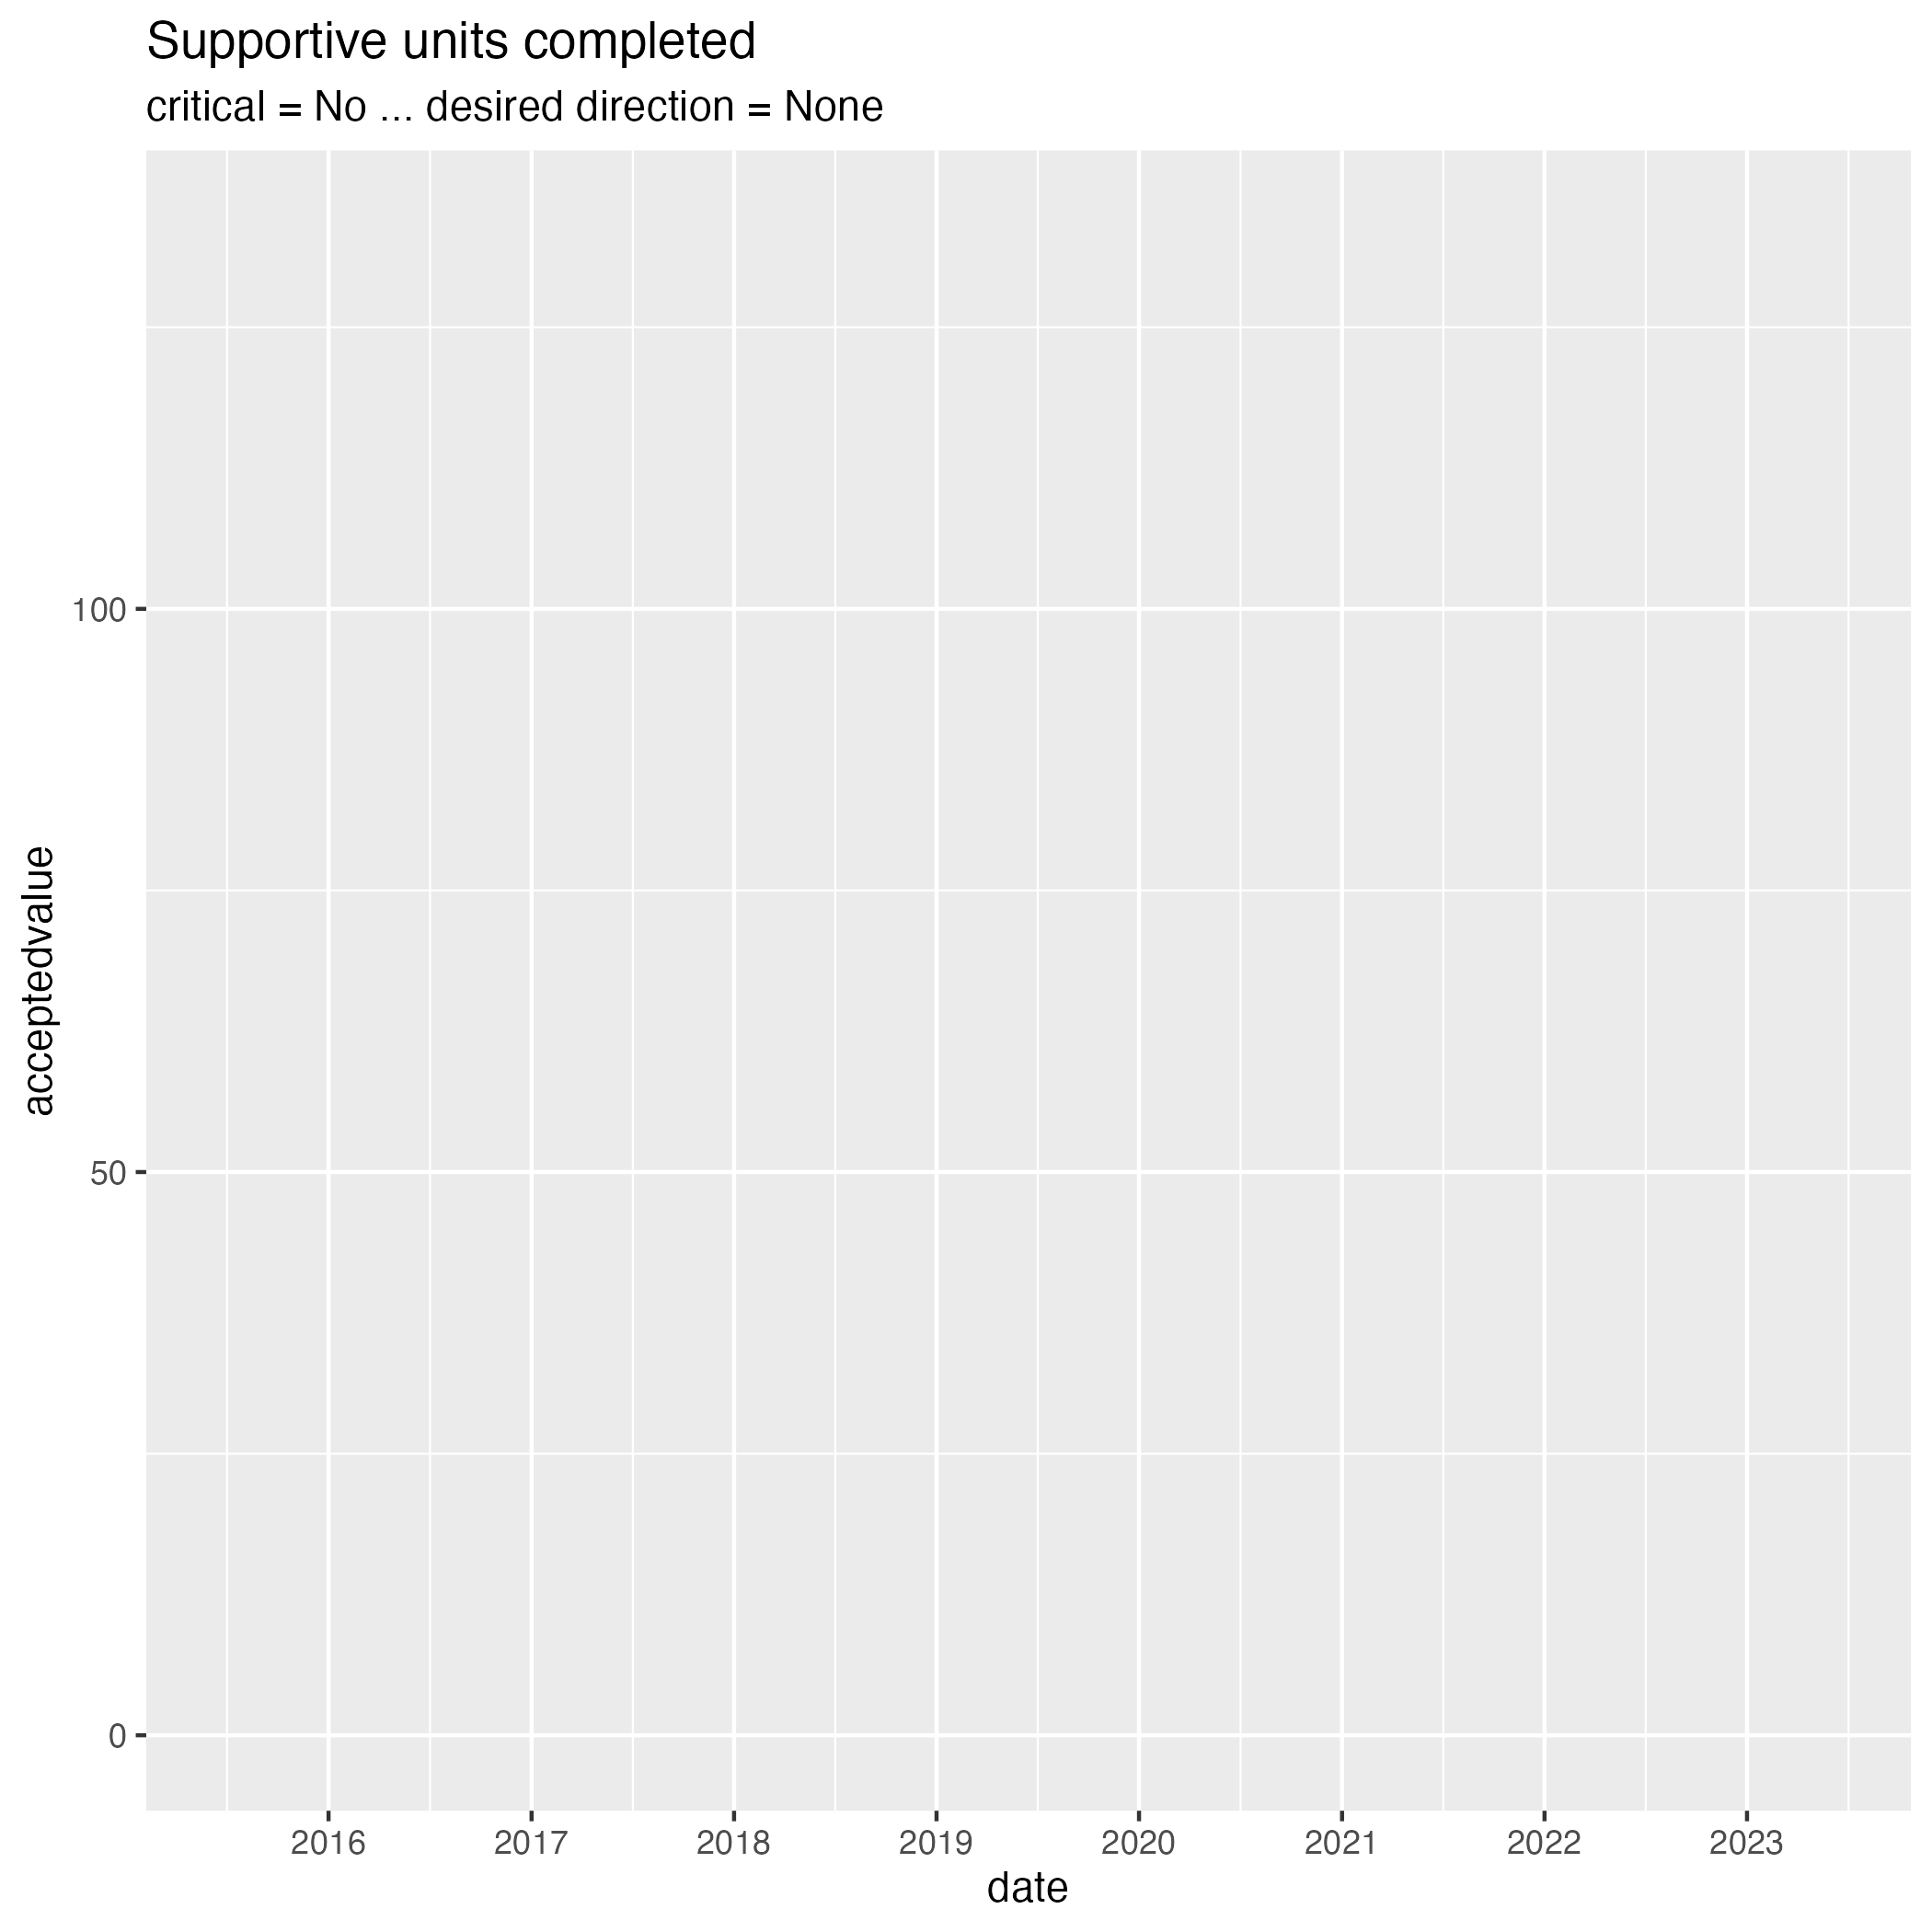 Supportive units completed
critical = No ... desired direction = None
acceptedvalue
100
50
0
2016 2017 2018 2019 2020 2021 2022 2023
date